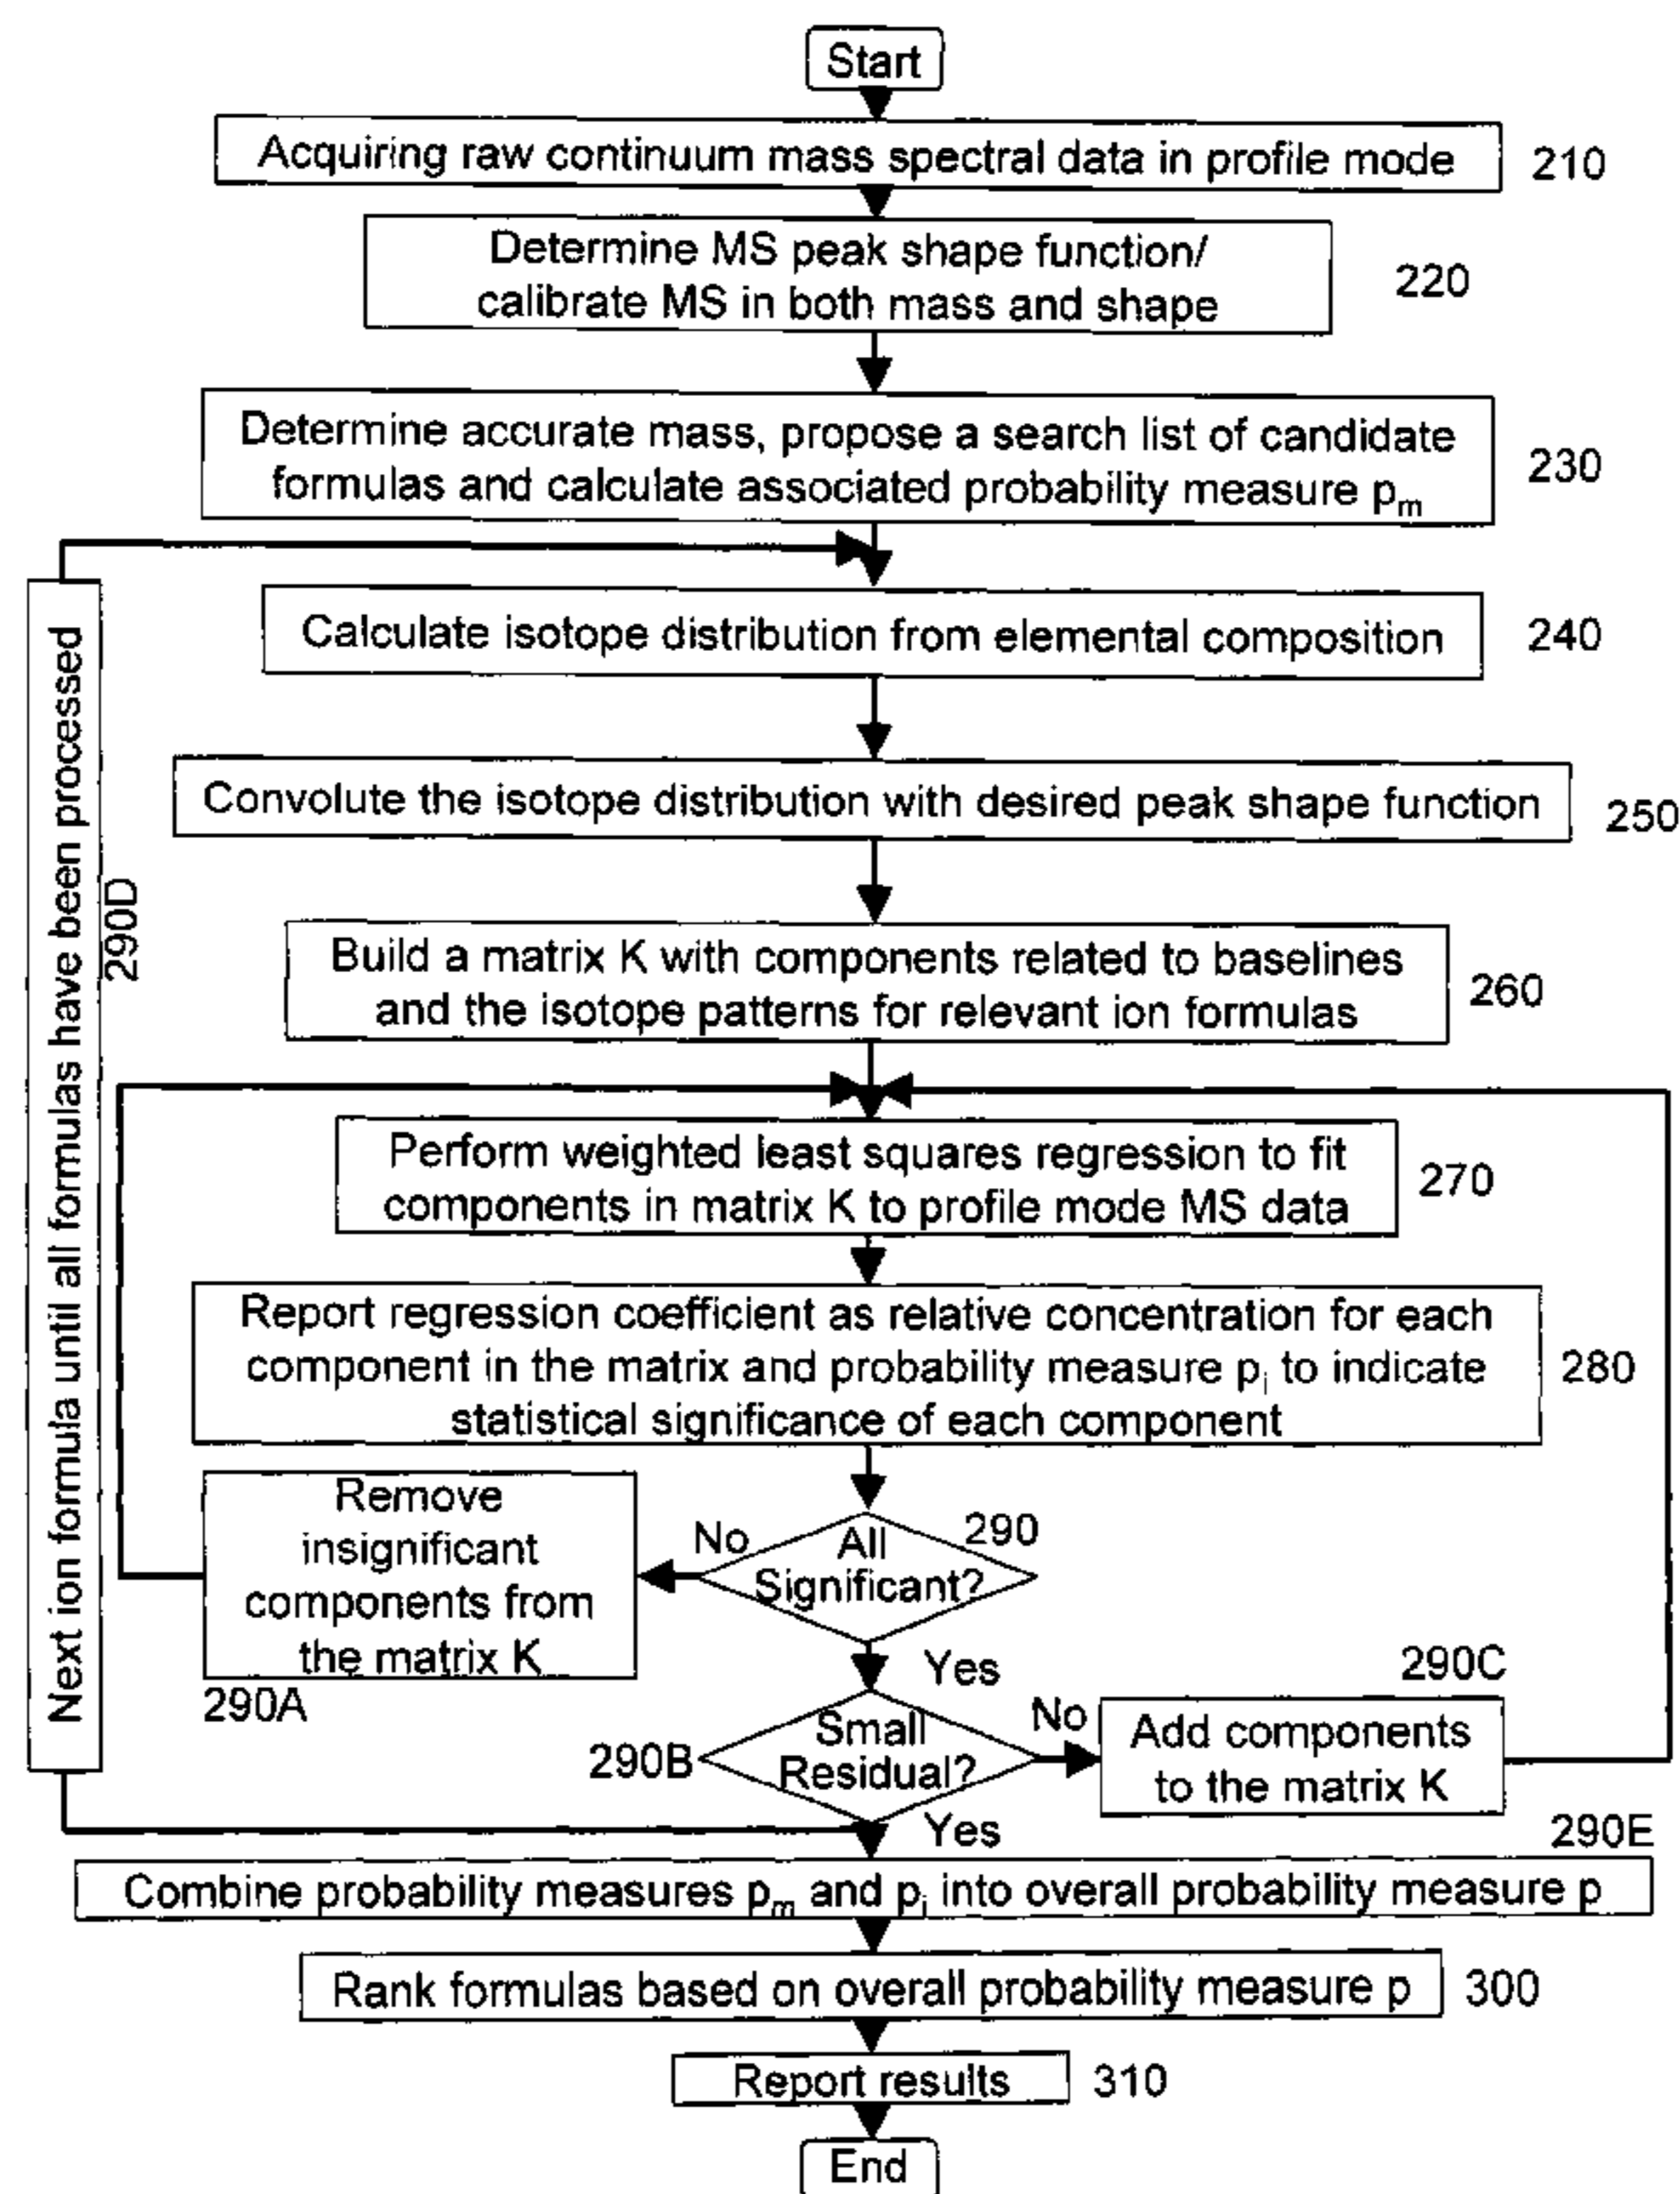 Start
Acquiring raw continuum mass spectral data in profile mode
210
Determine MS peak shape function/
calibrate MS in both mass and shape
220
Determine accurate mass, propose a search list of candidate
formulas and calculate associated probability measure pm
230
Calculate isotope distribution from elemental composition
240
Convolute the isotope distribution with desired peak shape function
250
Build a matrix K with components related to baselines
and the isotope patterns for relevant ion formulas
260
Perform weighted least squares regression to fit
components in matrix K to profile mode MS data
270
Report regression coefficient as relative concentration for each
component in the matrix and probability measure pi to indicate
statistical significance of each component
280
All
Significant?
290
No
Remove
insignificant
components from
the matrix K
290A
Yes
Small
Residual?
290B
No
290C
Add components
to the matrix K
Yes
Next ion formula until all formulas have been processed
290D
290E
Combine probability measures pm and pi into overall probability measure p
Rank formulas based on overall probability measure p
300
Report results
310
End